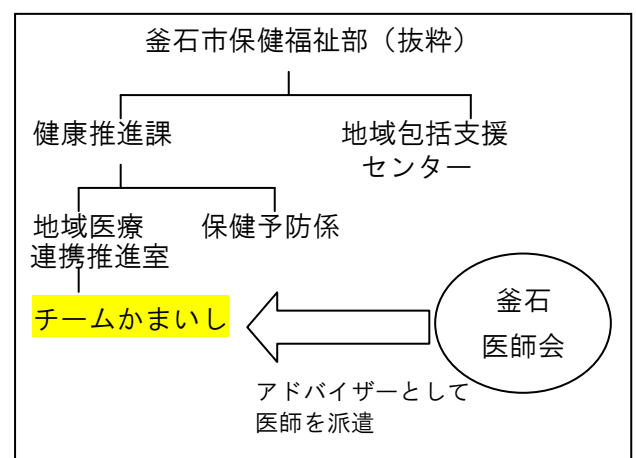 釜石市保健福祉部（抜粋）
健康推進課
地域包括支援
センター
地域医療
連携推進室
保健予防係
チームかまいし
釜石
医師会
アドバイザーとして
医師を派遣